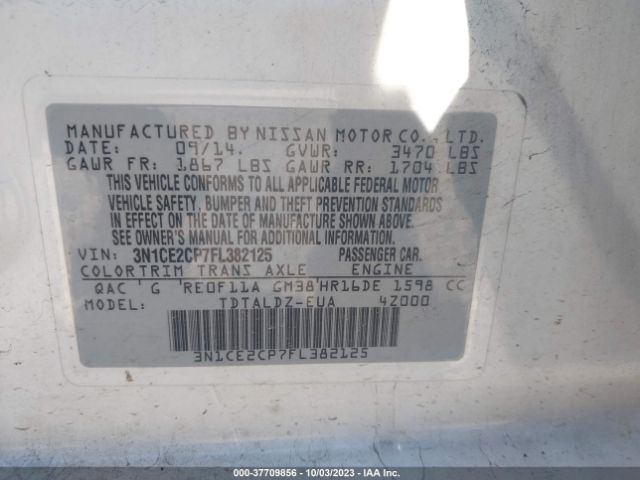 MANUFACTURED BY NISSAN MOTOR CO., LTD.
DATE: 09/14. GVWR: 3470 LBS
GAWR FR: 1867 LBS GAWR RR: 1704 LBS
THIS VEHICLE CONFORMS TO ALL APPLICABLE FEDERAL MOTOR
VEHICLE SAFETY, BUMPER AND THEFT PREVENTION STANDARDS
IN EFFECT ON THE DATE OF MANUFACTURE SHOWN ABOVE.
SEE OWNER'S MANUAL FOR ADDITIONAL INFORMATION.
VIN: 3N1CE2CP7FL382125 PASSENGER CAR.
COLOR TRIM TRANS AXLE ENGINE
QAC 'G 'RE0F11A GM38'HR16DE 1598 CC
MODEL: TDTALDZ-EUA 4Z000
3N1CE2CP7FL382125
000-37709856 - 10/03/2023 - IAA Inc.